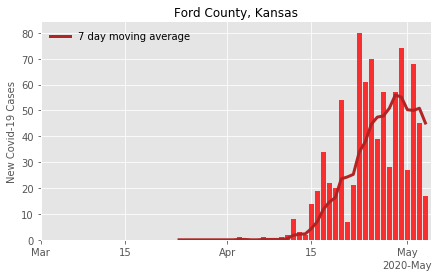 Ford County, Kansas
7 day moving average
New Covid-19 Cases
80
70
60
50
40
30
20
10
0
Mar 15 Apr 15 May
2020-May